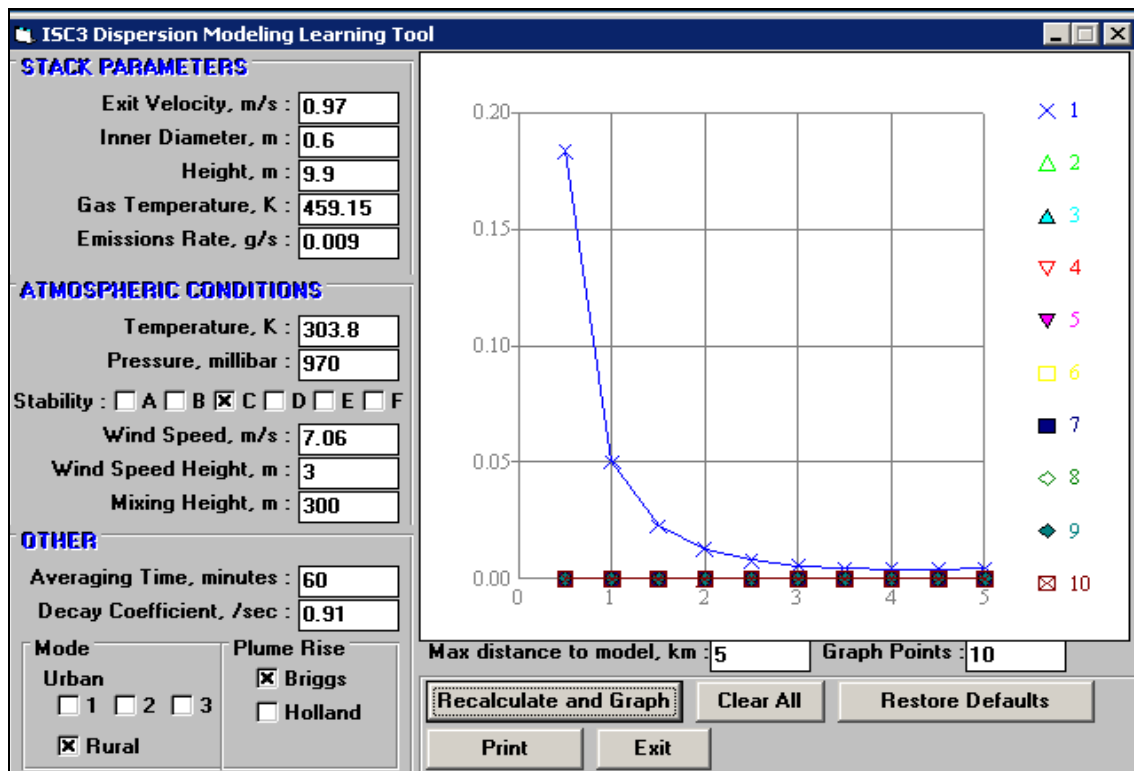 ISC3 Dispersion Modeling Learning Tool
STACK PARAMETERS
Exit Velocity, m/s : 0.97
Inner Diameter, m : 0.6
Height, m : 9.9
Gas Temperature, K : 459.15
Emissions Rate, g/s : 0.009
ATMOSPHERIC CONDITIONS
Temperature, K : 303.8
Pressure, millibar : 970
Stability : A B C D E F
Wind Speed, m/s : 7.06
Wind Speed Height, m : 3
Mixing Height, m : 300
OTHER
Averaging Time, minutes : 60
Decay Coefficient, /sec : 0.91
Mode
Urban
1 2 3
Rural
Plume Rise
Briggs
Holland
0.20
0.15
0.10
0.05
0.00
0 1 2 3 4 5
1
2
3
4
5
6
7
8
9
10
Max distance to model, km : 5 Graph Points : 10
Recalculate and Graph Clear All Restore Defaults
Print Exit